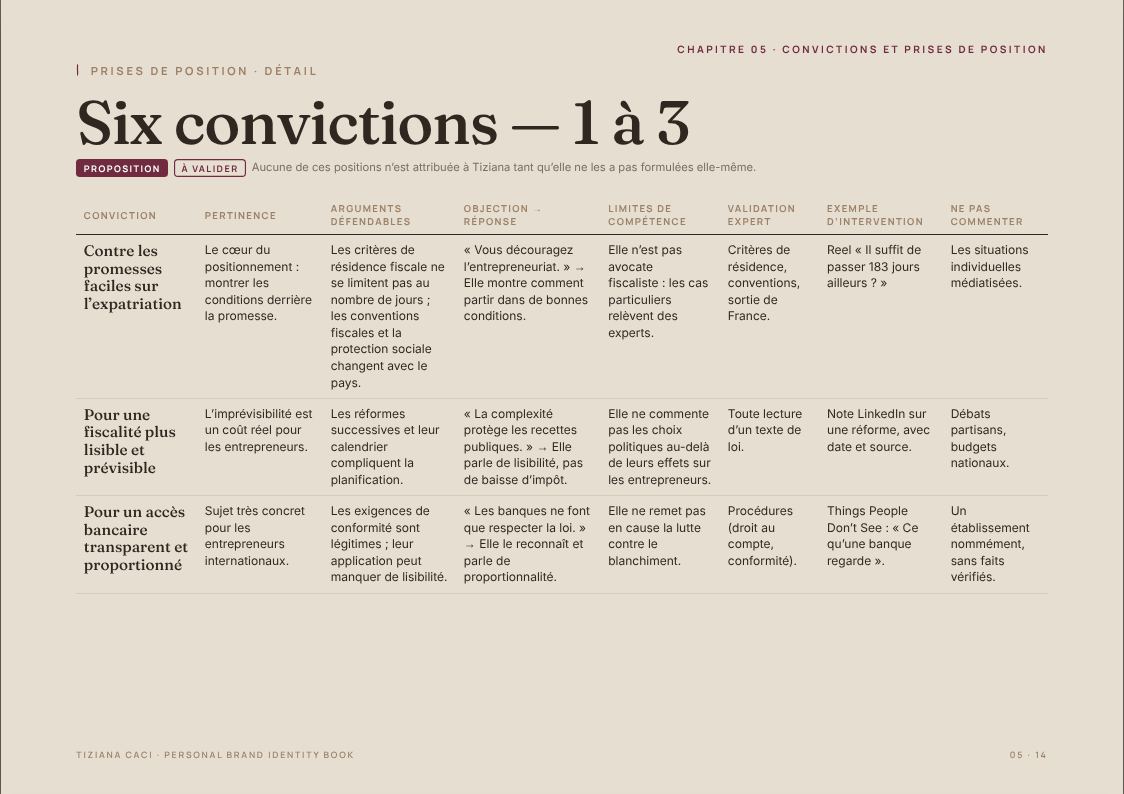 CHAPITRE 05 · CONVICTIONS ET PRISES DE POSITION
PRISES DE POSITION · DÉTAIL
Six convictions — 1 à 3
PROPOSITION À VALIDER Aucune de ces positions n’est attribuée à Tiziana tant qu’elle ne les a pas formulées elle-même.
CONVICTION
PERTINENCE
ARGUMENTS
DÉFENDABLES
OBJECTION →
RÉPONSE
LIMITES DE
COMPÉTENCE
VALIDATION
EXPERT
EXEMPLE
D’INTERVENTION
NE PAS
COMMENTER
Contre les
promesses
faciles sur
l’expatriation
Le cœur du
positionnement :
montrer les
conditions derrière
la promesse.
Les critères de
résidence fiscale ne
se limitent pas au
nombre de jours ;
les conventions
fiscales et la
protection sociale
changent avec le
pays.
« Vous découragez
l’entrepreneuriat. » →
Elle montre comment
partir dans de bonnes
conditions.
Elle n’est pas
avocate
fiscaliste : les cas
particuliers
relèvent des
experts.
Critères de
résidence,
conventions,
sortie de
France.
Reel « Il suffit de
passer 183 jours
ailleurs ? »
Les situations
individuelles
médiatisées.
Pour une
fiscalité plus
lisible et
prévisible
L’imprévisibilité est
un coût réel pour
les entrepreneurs.
Les réformes
successives et leur
calendrier
compliquent la
planification.
« La complexité
protège les recettes
publiques. » → Elle
parle de lisibilité, pas
de baisse d’impôt.
Elle ne commente
pas les choix
politiques au-delà
de leurs effets sur
les entrepreneurs.
Toute lecture
d’un texte de
loi.
Note LinkedIn sur
une réforme, avec
date et source.
Débats
partisans,
budgets
nationaux.
Pour un accès
bancaire
transparent et
proportionné
Sujet très concret
pour les
entrepreneurs
internationaux.
Les exigences de
conformité sont
légitimes ; leur
application peut
manquer de lisibilité.
« Les banques ne font
que respecter la loi. »
→ Elle le reconnaît et
parle de
proportionnalité.
Elle ne remet pas
en cause la lutte
contre le
blanchiment.
Procédures
(droit au
compte,
conformité).
Things People
Don’t See : « Ce
qu’une banque
regarde ».
Un
établissement
nommément,
sans faits
vérifiés.
TIZIANA CACI · PERSONAL BRAND IDENTITY BOOK
05 · 14